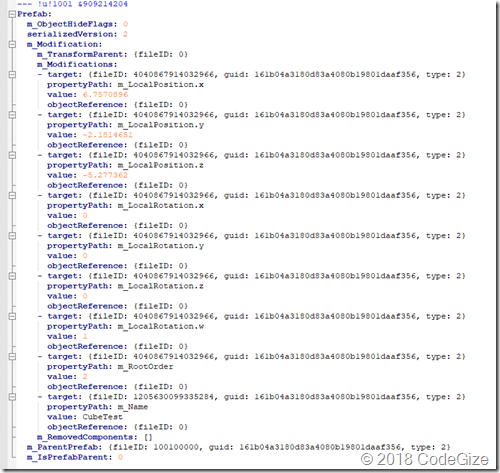 --- !u!1001 &909214204
Prefab:
m_ObjectHideFlags: 0
serializedVersion: 2
m_Modification:
m_TransformParent: {fileID: 0}
m_Modifications:
- target: {fileID: 4040867914032966, guid: 161b04a3180d83a4080b19801daaf356, type: 2}
propertyPath: m_LocalPosition.x
value: 6.7570896
objectReference: {fileID: 0}
- target: {fileID: 4040867914032966, guid: 161b04a3180d83a4080b19801daaf356, type: 2}
propertyPath: m_LocalPosition.y
value: -2.1814651
objectReference: {fileID: 0}
- target: {fileID: 4040867914032966, guid: 161b04a3180d83a4080b19801daaf356, type: 2}
propertyPath: m_LocalPosition.z
value: -5.277362
objectReference: {fileID: 0}
- target: {fileID: 4040867914032966, guid: 161b04a3180d83a4080b19801daaf356, type: 2}
propertyPath: m_LocalRotation.x
value: 0
objectReference: {fileID: 0}
- target: {fileID: 4040867914032966, guid: 161b04a3180d83a4080b19801daaf356, type: 2}
propertyPath: m_LocalRotation.y
value: 0
objectReference: {fileID: 0}
- target: {fileID: 4040867914032966, guid: 161b04a3180d83a4080b19801daaf356, type: 2}
propertyPath: m_LocalRotation.z
value: 0
objectReference: {fileID: 0}
- target: {fileID: 4040867914032966, guid: 161b04a3180d83a4080b19801daaf356, type: 2}
propertyPath: m_LocalRotation.w
value: 1
objectReference: {fileID: 0}
- target: {fileID: 4040867914032966, guid: 161b04a3180d83a4080b19801daaf356, type: 2}
propertyPath: m_RootOrder
value: 2
objectReference: {fileID: 0}
- target: {fileID: 1205630099335284, guid: 161b04a3180d83a4080b19801daaf356, type: 2}
propertyPath: m_Name
value: CubeTest
objectReference: {fileID: 0}
m_RemovedComponents: []
m_ParentPrefab: {fileID: 100100000, guid: 161b04a3180d83a4080b19801daaf356, type: 2}
m_IsPrefabParent: 0
© 2018 CodeGize